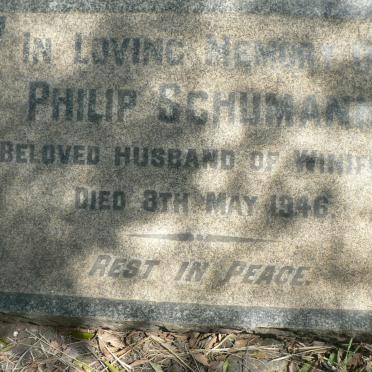 In Loving Memory
Philip Schumann
Beloved husband of
Died 8th May 1946.
Rest in Peace.